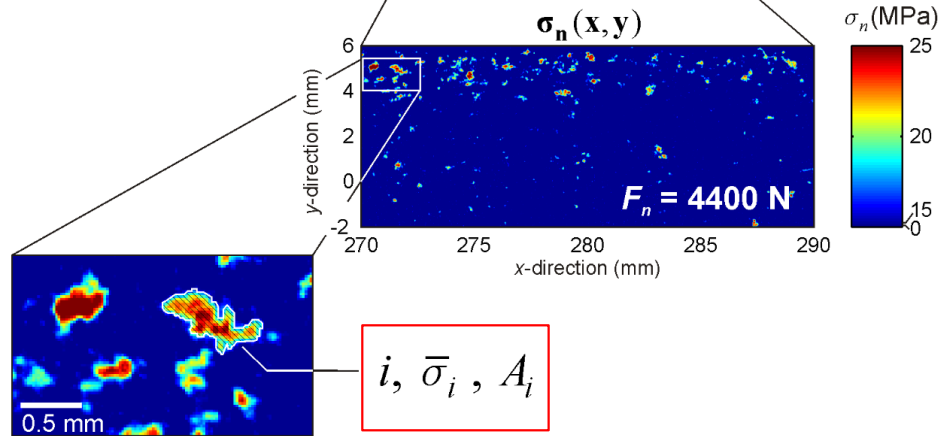 σₙ(x, y)
σₙ(MPa)
6
4
2
0
-2
y-direction (mm)
270 275 280 285 290
x-direction (mm)
Fₙ = 4400 N
25
20
15
0
0.5 mm
i, σ̅ᵢ , Aᵢ